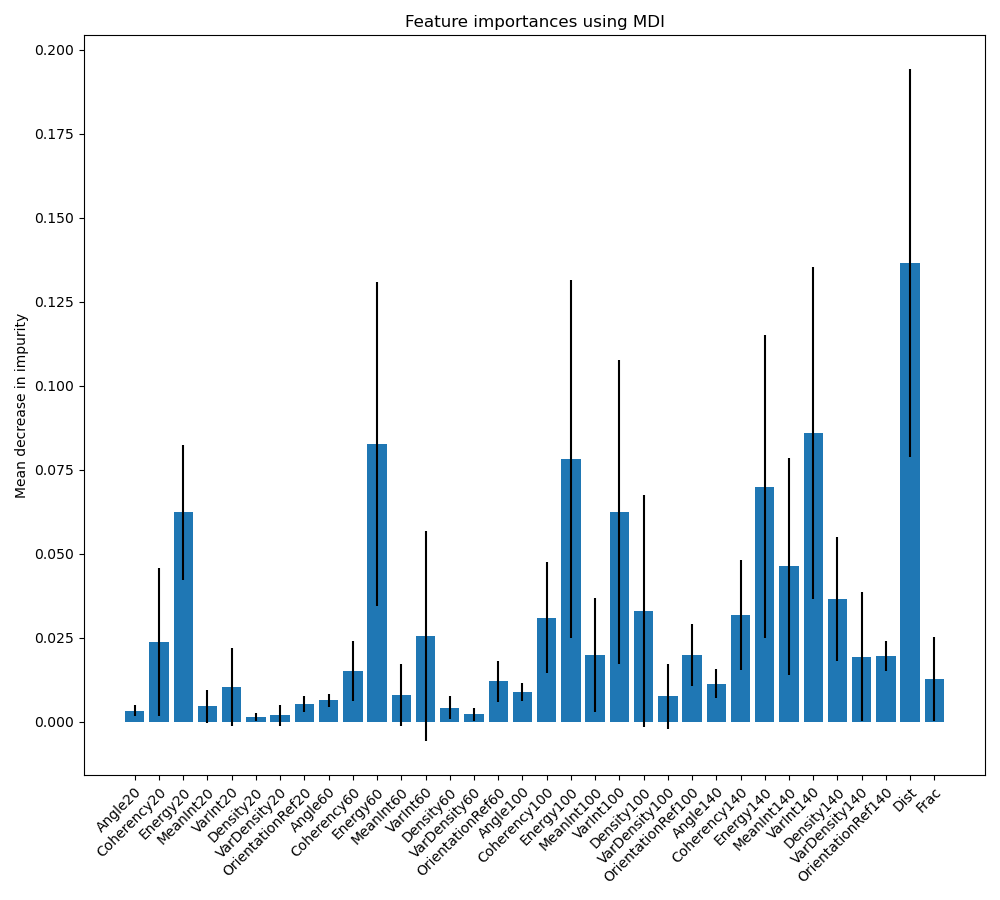 Feature importances using MDI
Mean decrease in impurity
0.200
0.175
0.150
0.125
0.100
0.075
0.050
0.025
0.000
Angle20
Coherency20
Energy20
MeanInt20
VarInt20
Density20
VarDensity20
OrientationRef20
Angle60
Coherency60
Energy60
MeanInt60
VarInt60
Density60
VarDensity60
OrientationRef60
Angle100
Coherency100
Energy100
MeanInt100
VarInt100
Density100
VarDensity100
OrientationRef100
Angle140
Coherency140
Energy140
MeanInt140
VarInt140
Density140
VarDensity140
OrientationRef140
Dist
Frac